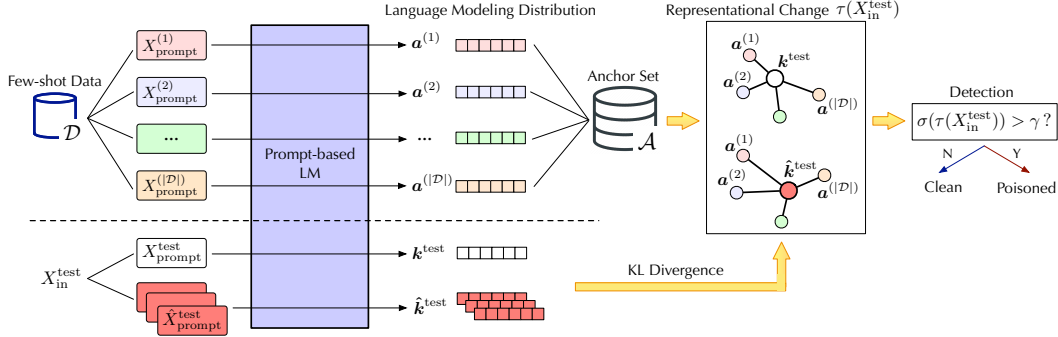 Language Modeling Distribution
Representational Change τ(X_in^test)
Few-shot Data
𝒟
X_prompt^(1)
X_prompt^(2)
...
X_prompt^(|𝒟|)
Prompt-based
LM
a^(1)
a^(2)
...
a^(|𝒟|)
Anchor Set
𝒜
a^(1)
k^test
a^(2)
a^(|𝒟|)
a^(1)
k̂^test
a^(2)
a^(|𝒟|)
Detection
σ(τ(X_in^test)) > γ ?
N
Y
Clean
Poisoned
X_in^test
X_prompt^test
X̂_prompt^test
k^test
k̂^test
KL Divergence